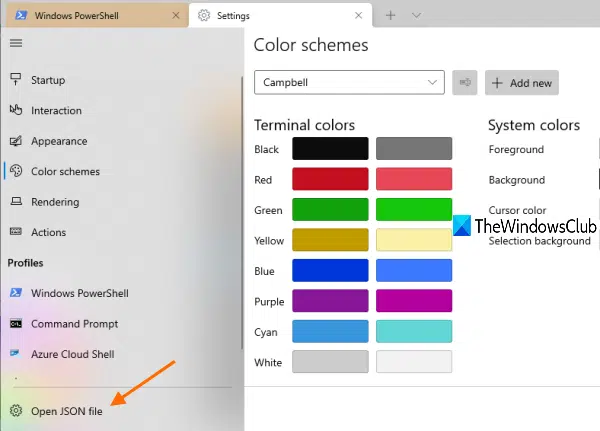 Windows PowerShell
Settings
Startup
Interaction
Appearance
Color schemes
Rendering
Actions
Profiles
Windows PowerShell
Command Prompt
Azure Cloud Shell
Open JSON file
Color schemes
Campbell
Add new
Terminal colors
Black
Red
Green
Yellow
Blue
Purple
Cyan
White
System colors
Foreground
Background
Cursor color
Selection background
TheWindowsClub